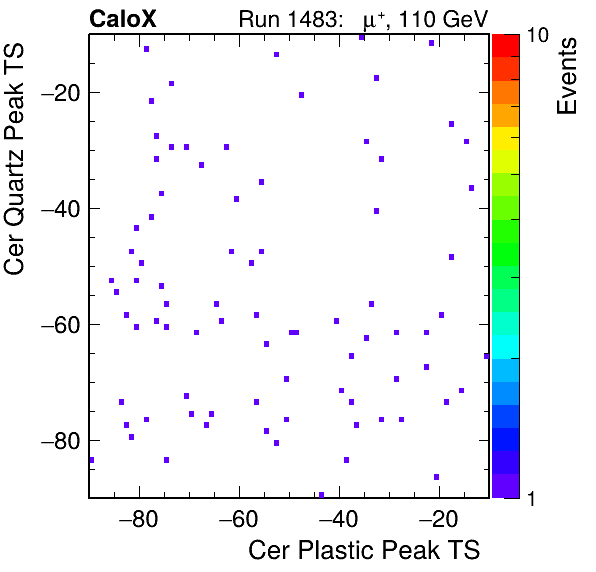 CaloX
Run 1483: μ⁺, 110 GeV
Cer Quartz Peak TS
−20
−40
−60
−80
−80
−60
−40
−20
Cer Plastic Peak TS
10
1
Events